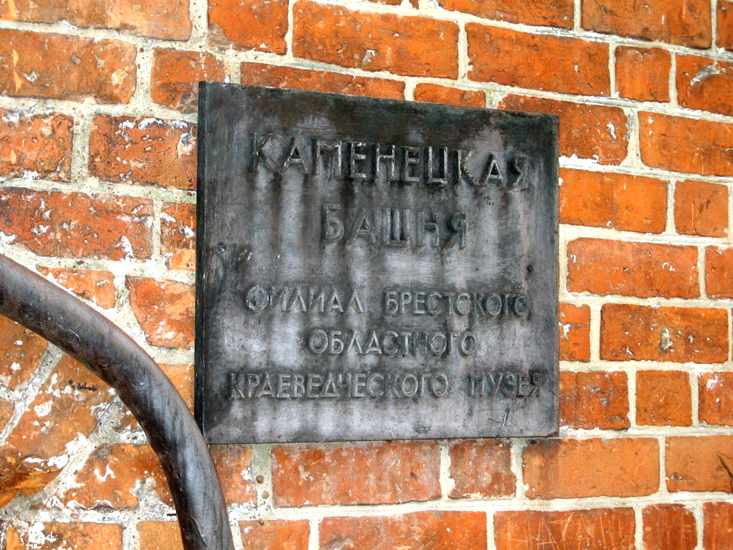 КАМЕНЕЦКАЯ
БАШНЯ
ФИЛИАЛ БРЕСТСКОГО
ОБЛАСТНОГО
КРАЕВЕДЧЕСКОГО МУЗЕЯ